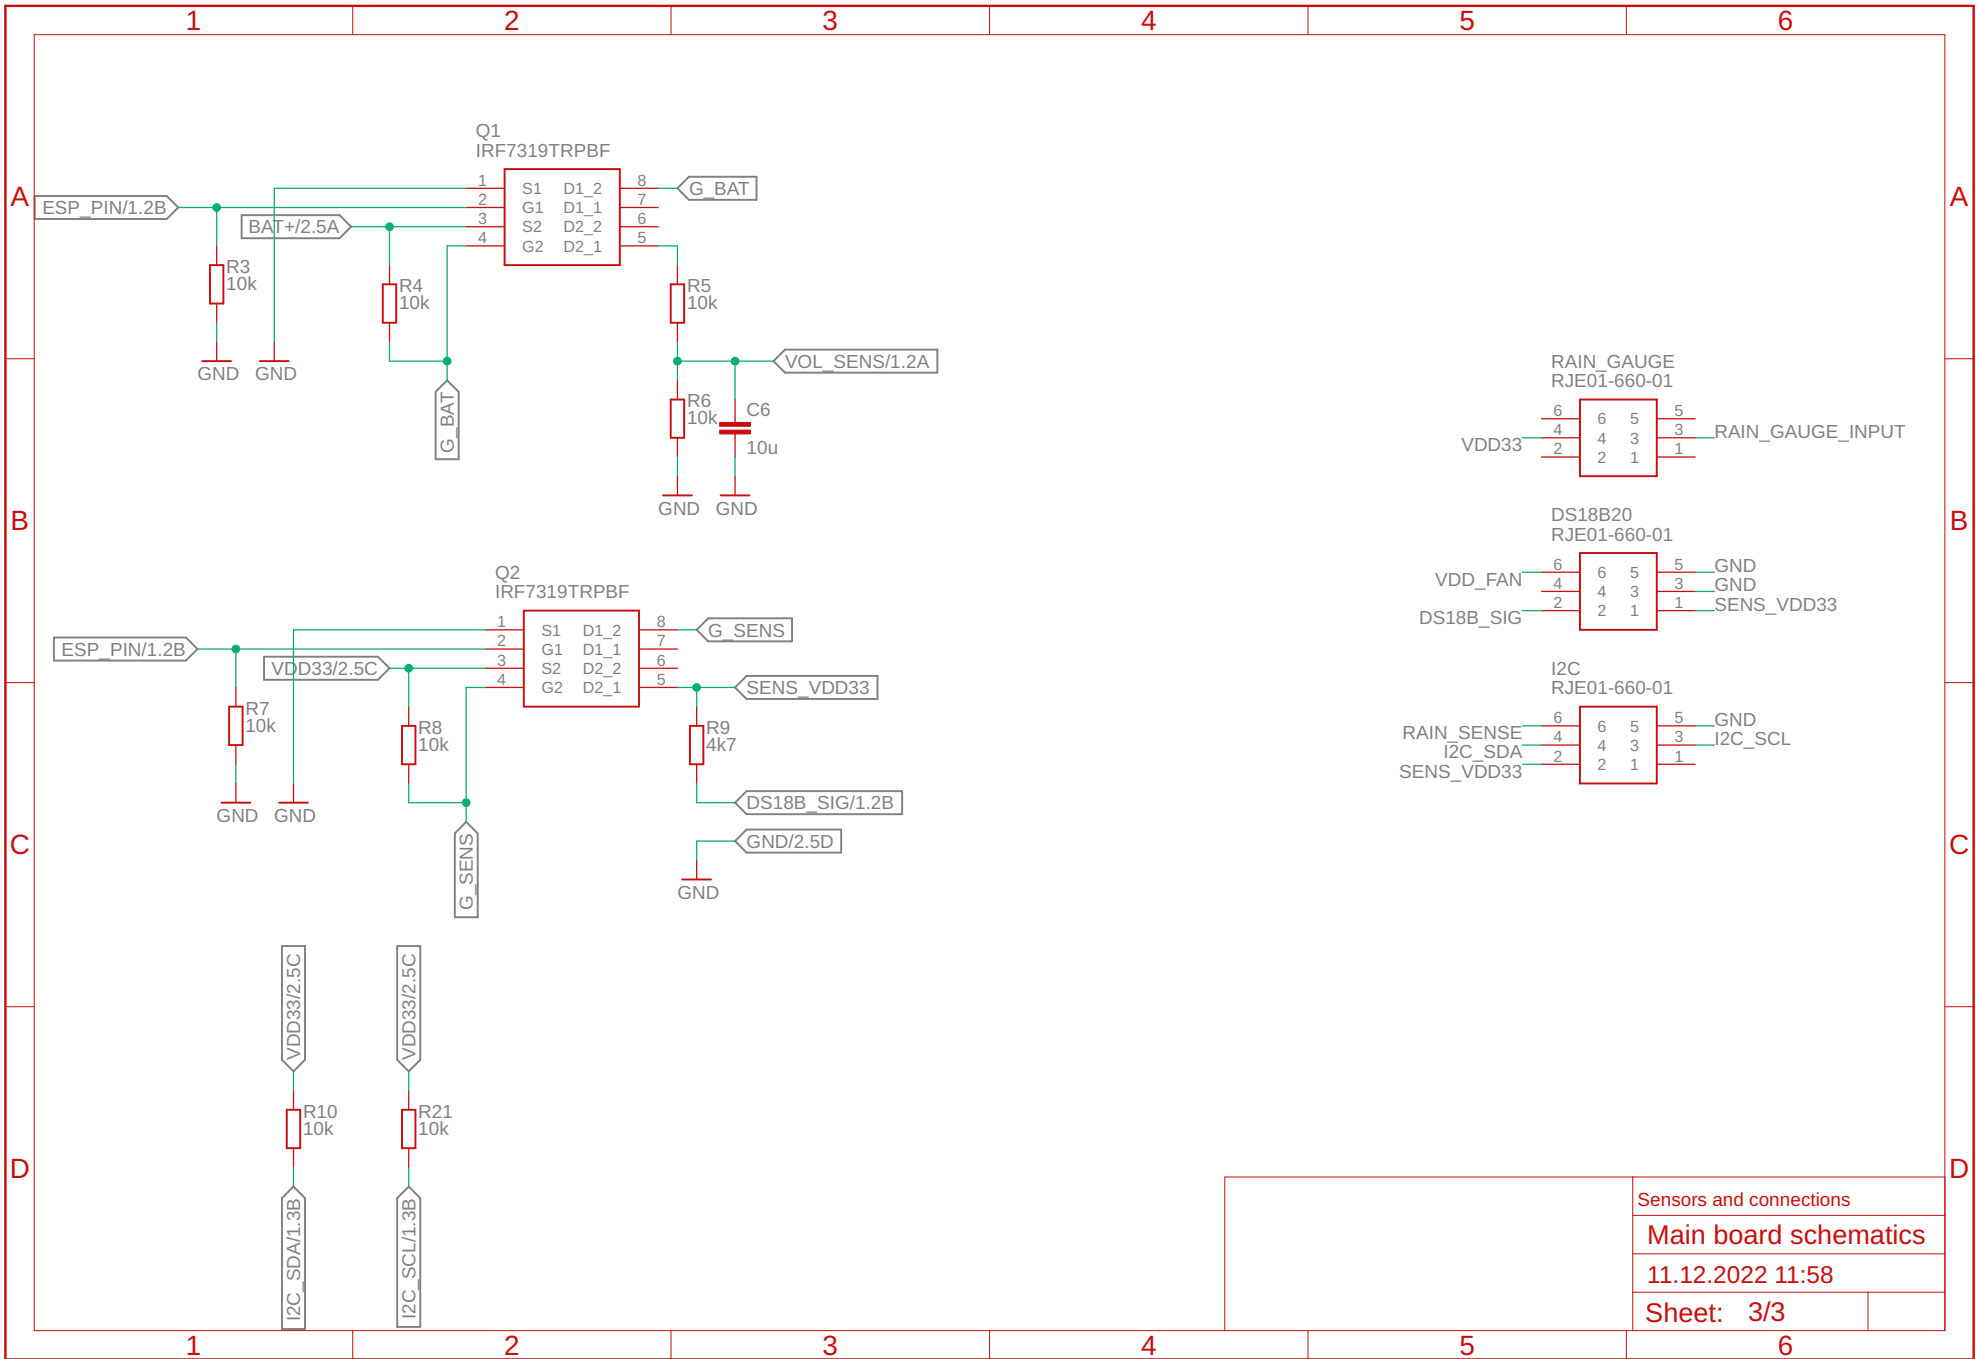 1 2 3 4 5 6
A A
B B
C C
D D
Q1
IRF7319TRPBF
1 S1 D1_2 8
2 G1 D1_1 7
3 S2 D2_2 6
4 G2 D2_1 5
G_BAT
ESP_PIN/1.2B
BAT+/2.5A
R3
10k
R4
10k
R5
10k
GND GND
VOL_SENS/1.2A
G_BAT
R6
10k
C6
10u
GND GND
Q2
IRF7319TRPBF
1 S1 D1_2 8
2 G1 D1_1 7
3 S2 D2_2 6
4 G2 D2_1 5
G_SENS
ESP_PIN/1.2B
VDD33/2.5C
SENS_VDD33
R7
10k
R8
10k
R9
4k7
GND GND
DS18B_SIG/1.2B
GND/2.5D
GND
G_SENS
VDD33/2.5C
VDD33/2.5C
R10
10k
R21
10k
I2C_SDA/1.3B
I2C_SCL/1.3B
RAIN_GAUGE
RJE01-660-01
6 6 5 5
4 4 3 3
2 2 1 1
VDD33
RAIN_GAUGE_INPUT
DS18B20
RJE01-660-01
6 6 5 5
4 4 3 3
2 2 1 1
VDD_FAN
DS18B_SIG
GND
GND
SENS_VDD33
I2C
RJE01-660-01
6 6 5 5
4 4 3 3
2 2 1 1
RAIN_SENSE
I2C_SDA
SENS_VDD33
GND
I2C_SCL
Sensors and connections
Main board schematics
11.12.2022 11:58
Sheet: 3/3
1 2 3 4 5 6